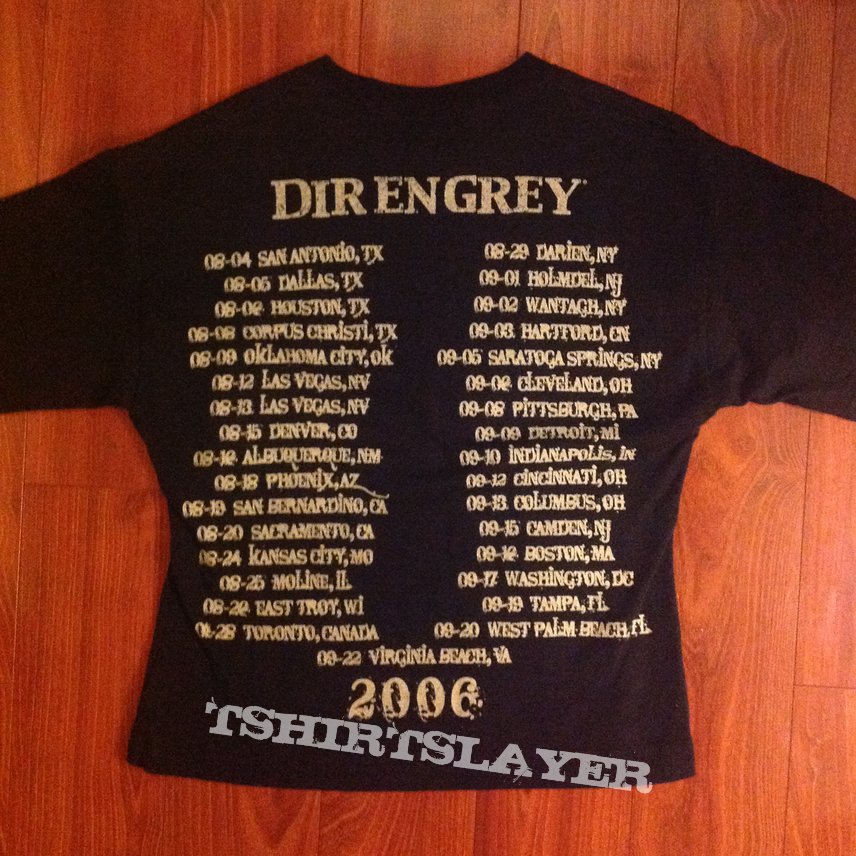 DIR EN GREY
08-04 SAN ANTONIO, TX
08-05 DALLAS, TX
08-06 HOUSTON, TX
08-08 CORPUS CHRISTI, TX
08-09 OKLAHOMA CITY, OK
08-12 LAS VEGAS, NV
08-13 LAS VEGAS, NV
08-15 DENVER, CO
08-16 ALBUQUERQUE, NM
08-18 PHOENIX, AZ
08-19 SAN BERNARDINO, CA
08-20 SACRAMENTO, CA
08-24 KANSAS CITY, MO
08-25 MOLINE, IL
08-26 EAST TROY, WI
08-28 TORONTO, CANADA
08-29 DARIEN, NY
09-01 HOLMDEL, NJ
09-02 WANTAGH, NY
09-03 HARTFORD, CN
09-05 SARATOGA SPRINGS, NY
09-06 CLEVELAND, OH
09-08 PITTSBURGH, PA
09-09 DETROIT, MI
09-10 INDIANAPOLIS, IN
09-12 CINCINNATI, OH
09-13 COLUMBUS, OH
09-15 CAMDEN, NJ
09-16 BOSTON, MA
09-17 WASHINGTON, DC
09-19 TAMPA, FL
09-20 WEST PALM BEACH, FL
09-22 VIRGINIA BEACH, VA
2006
TSHIRTSLAYER